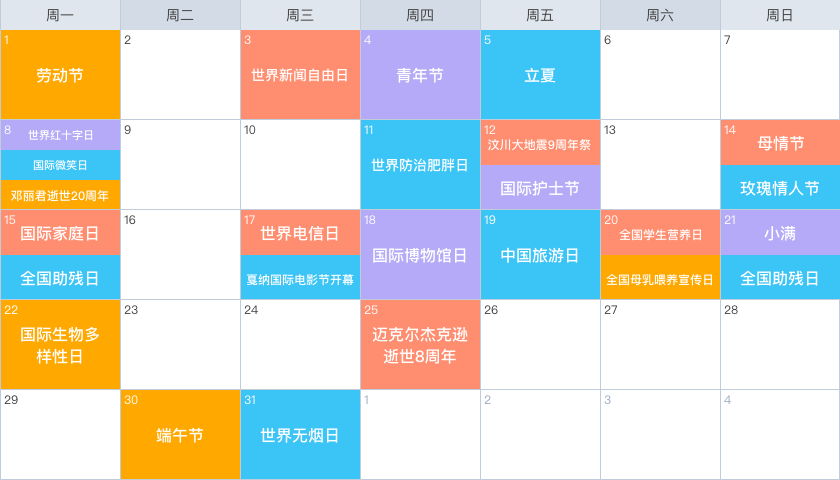 周一 周二 周三 周四 周五 周六 周日
1 2 3 4 5 6 7
劳动节 世界新闻自由日 青年节 立夏
8 9 10 11 12 13 14
世界红十字日
国际微笑日
邓丽君逝世20周年
世界防治肥胖日
汶川大地震9周年祭
国际护士节
母情节
玫瑰情人节
15 16 17 18 19 20 21
国际家庭日
全国助残日
世界电信日
戛纳国际电影节开幕
国际博物馆日
中国旅游日
全国学生营养日
全国母乳喂养宣传日
小满
全国助残日
22 23 24 25 26 27 28
国际生物多
样性日
迈克尔杰克逊
逝世8周年
29 30 31 1 2 3 4
端午节 世界无烟日